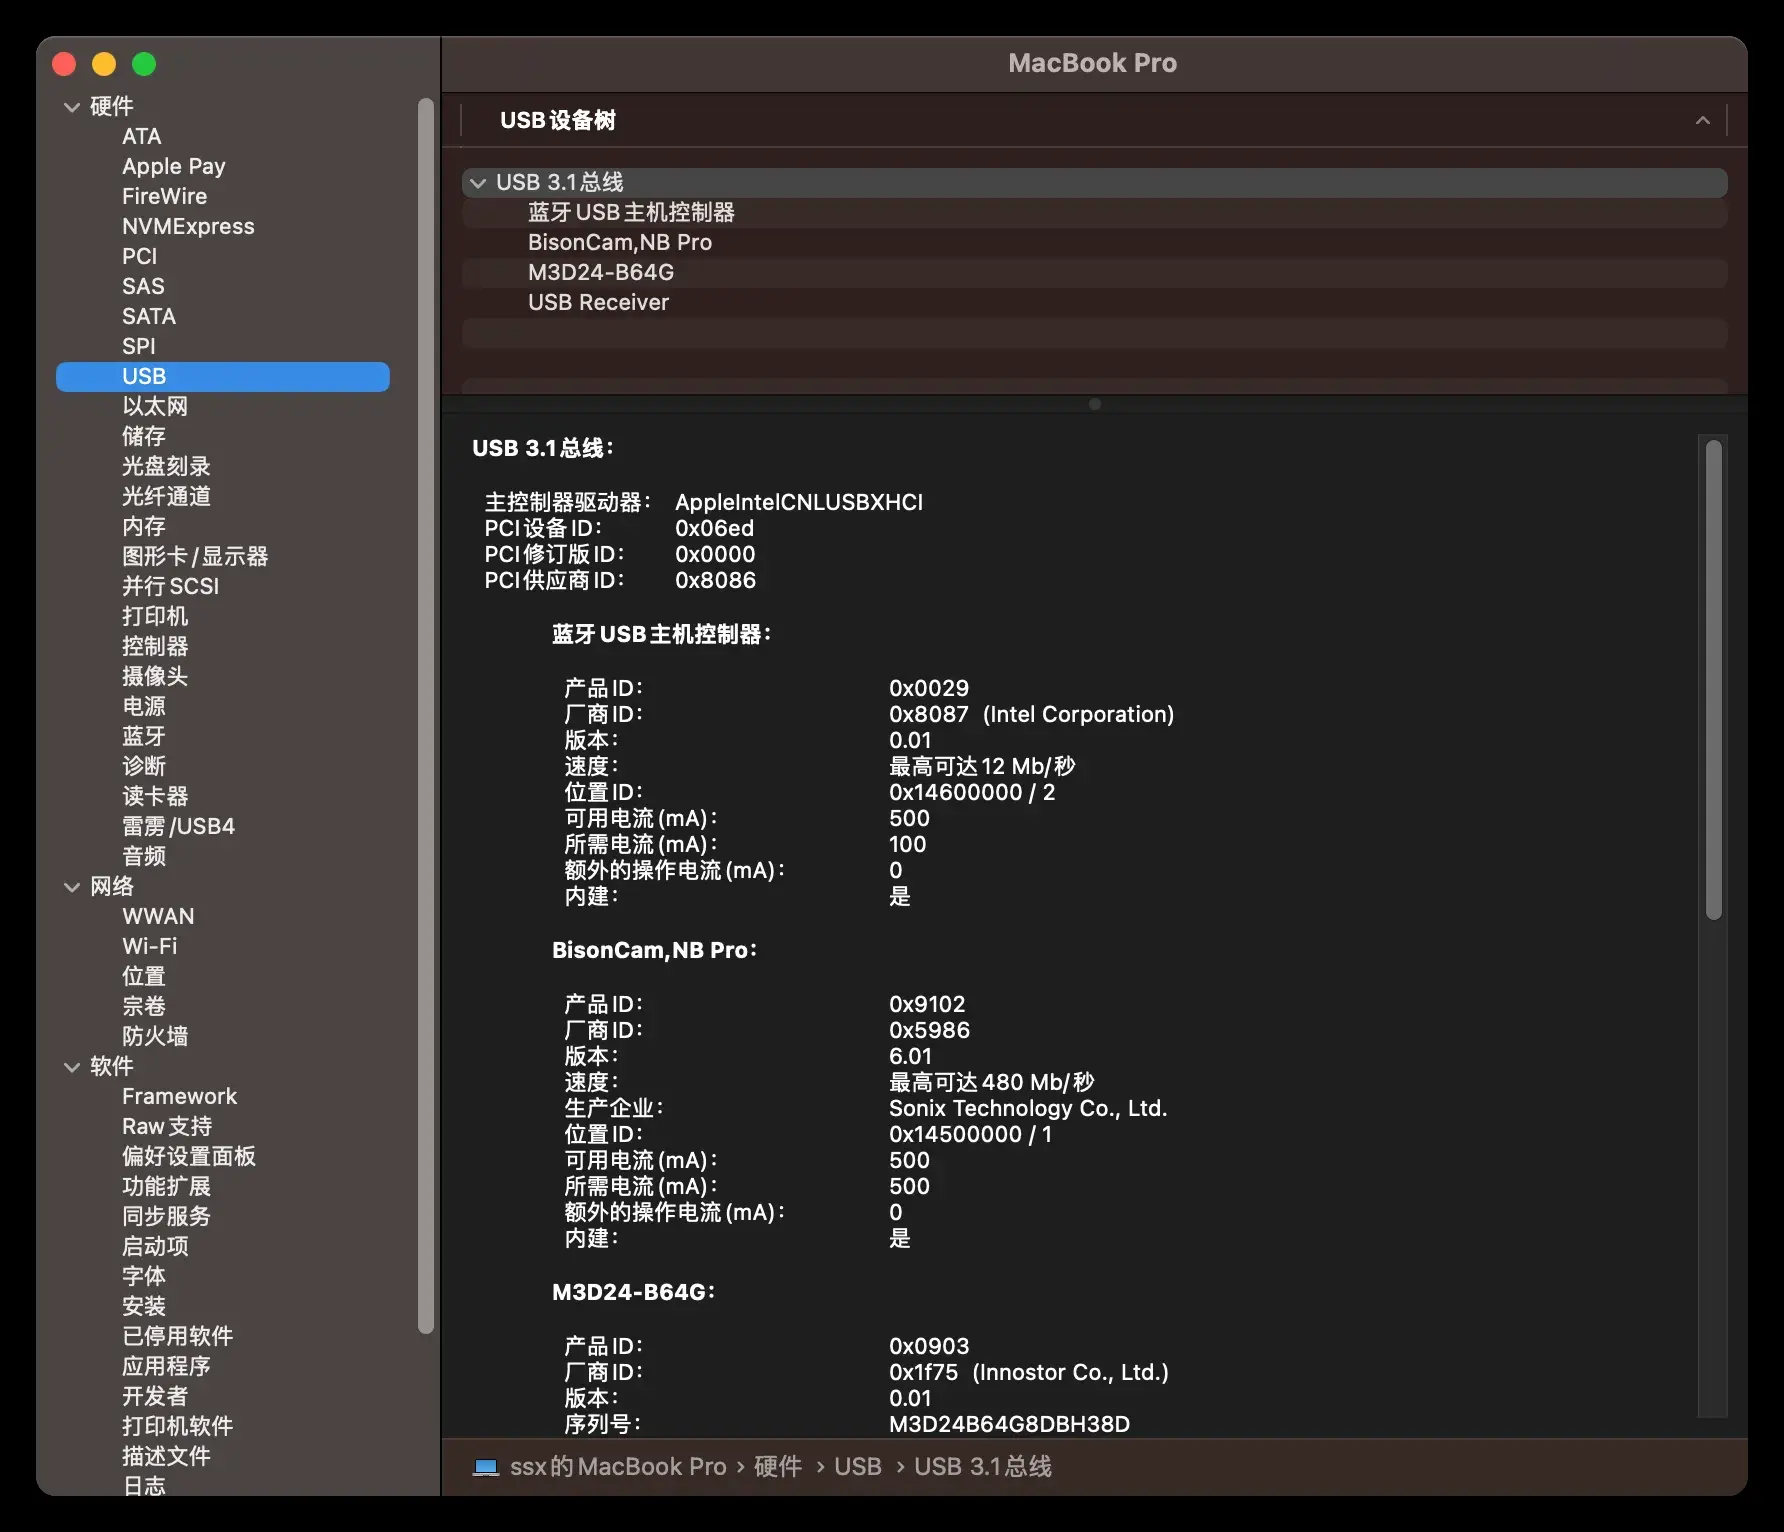 MacBook Pro
硬件
ATA
Apple Pay
FireWire
NVMExpress
PCI
SAS
SATA
SPI
USB
以太网
储存
光盘刻录
光纤通道
内存
图形卡/显示器
并行SCSI
打印机
控制器
摄像头
电源
蓝牙
诊断
读卡器
雷雳/USB4
音频
网络
WWAN
Wi-Fi
位置
宗卷
防火墙
软件
Framework
Raw支持
偏好设置面板
功能扩展
同步服务
启动项
字体
安装
已停用软件
应用程序
开发者
打印机软件
描述文件
日志
USB设备树
USB 3.1总线
蓝牙USB主机控制器
BisonCam,NB Pro
M3D24-B64G
USB Receiver
USB 3.1总线：
主控制器驱动器： AppleIntelCNLUSBXHCI
PCI设备ID： 0x06ed
PCI修订版ID： 0x0000
PCI供应商ID： 0x8086
蓝牙USB主机控制器：
产品ID： 0x0029
厂商ID： 0x8087 (Intel Corporation)
版本： 0.01
速度： 最高可达12 Mb/秒
位置ID： 0x14600000 / 2
可用电流(mA)： 500
所需电流(mA)： 100
额外的操作电流(mA)： 0
内建： 是
BisonCam,NB Pro：
产品ID： 0x9102
厂商ID： 0x5986
版本： 6.01
速度： 最高可达480 Mb/秒
生产企业： Sonix Technology Co., Ltd.
位置ID： 0x14500000 / 1
可用电流(mA)： 500
所需电流(mA)： 500
额外的操作电流(mA)： 0
内建： 是
M3D24-B64G：
产品ID： 0x0903
厂商ID： 0x1f75 (Innostor Co., Ltd.)
版本： 0.01
序列号： M3D24B64G8DBH38D
ssx的MacBook Pro › 硬件 › USB › USB 3.1总线